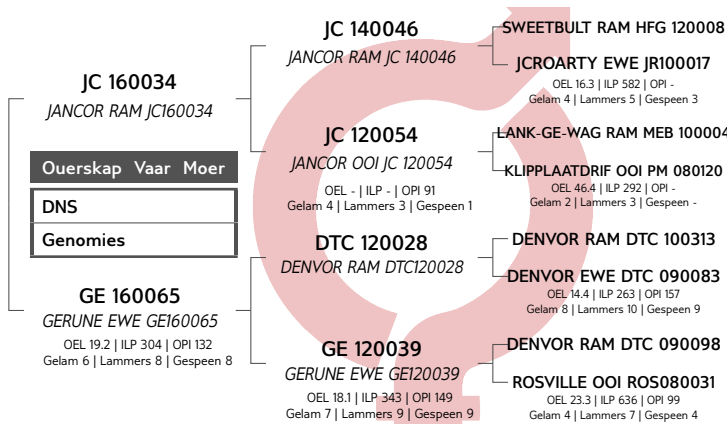 JC 160034
JANCOR RAM JC160034
Ouerskap Vaar Moer
DNS
Genomies
GE 160065
GERUNE EWE GE160065
OEL 19.2 | ILP 304 | OPI 132
Gelam 6 | Lammers 8 | Gespeen 8
JC 140046
JANCOR RAM JC 140046
JC 120054
JANCOR OOI JC 120054
OEL - | ILP - | OPI 91
Gelam 4 | Lammers 3 | Gespeen 1
DTC 120028
DENVOR RAM DTC120028
GE 120039
GERUNE EWE GE120039
OEL 18.1 | ILP 343 | OPI 149
Gelam 7 | Lammers 9 | Gespeen 9
SWEETBULT RAM HFG 120008
JCROARTY EWE JR100017
OEL 16.3 | ILP 582 | OPI -
Gelam 4 | Lammers 5 | Gespeen 3
LANK-GE-WAG RAM MEB 100004
KLIPPLAATDRIF OOI PM 080120
OEL 46.4 | ILP 292 | OPI -
Gelam 2 | Lammers 3 | Gespeen -
DENVOR RAM DTC 100313
DENVOR EWE DTC 090083
OEL 14.4 | ILP 263 | OPI 157
Gelam 8 | Lammers 10 | Gespeen 9
DENVOR RAM DTC 090098
ROSVILLE OOI ROS080031
OEL 23.3 | ILP 636 | OPI 99
Gelam 4 | Lammers 7 | Gespeen 4